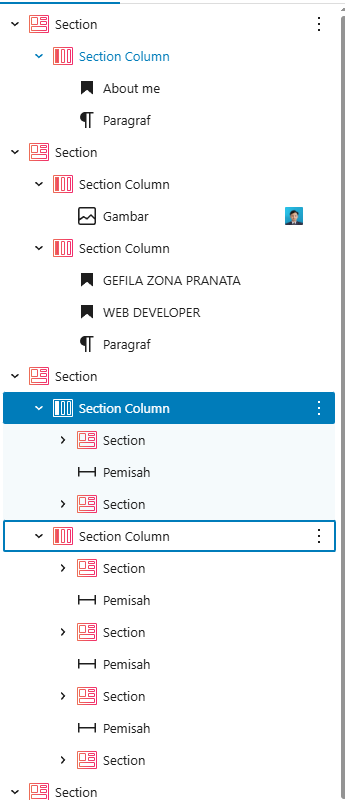 Section
Section Column
About me
Paragraf
Section
Section Column
Gambar
Section Column
GEFILA ZONA PRANATA
WEB DEVELOPER
Paragraf
Section
Section Column
Section
Pemisah
Section
Section Column
Section
Pemisah
Section
Pemisah
Section
Pemisah
Section
Section